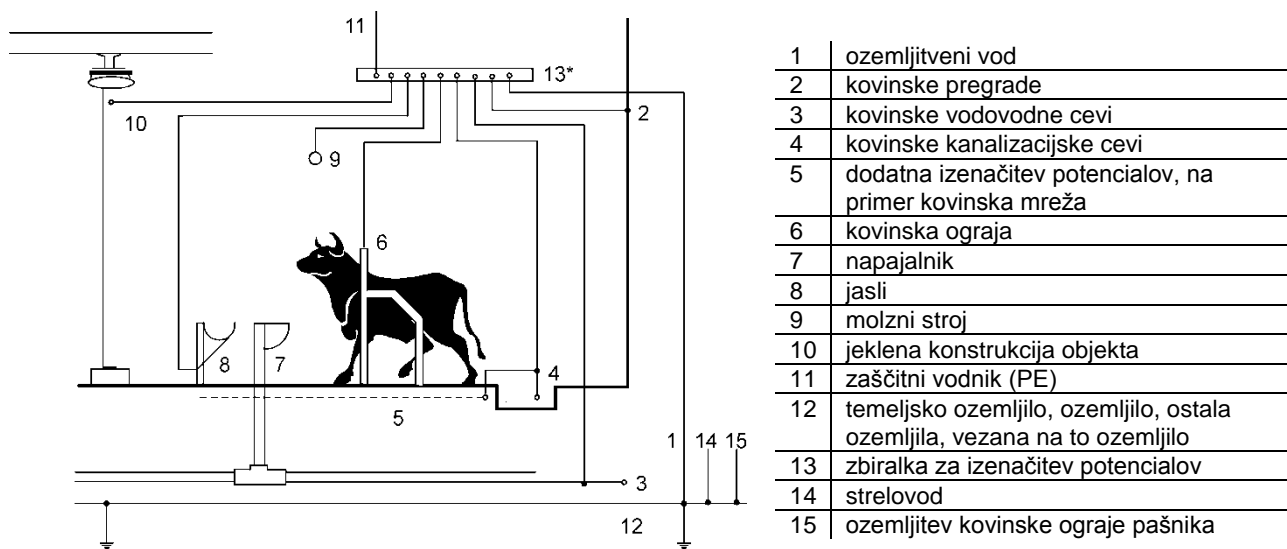 11
13*
10
2
9
6
8
7
4
5
1
14
15
3
12
1 ozemljitveni vod
2 kovinske pregrade
3 kovinske vodovodne cevi
4 kovinske kanalizacijske cevi
5 dodatna izenačitev potencialov, na
primer kovinska mreža
6 kovinska ograja
7 napajalnik
8 jasli
9 molzni stroj
10 jeklena konstrukcija objekta
11 zaščitni vodnik (PE)
12 temeljsko ozemljilo, ozemljilo, ostala
ozemljila, vezana na to ozemljilo
13 zbiralka za izenačitev potencialov
14 strelovod
15 ozemljitev kovinske ograje pašnika